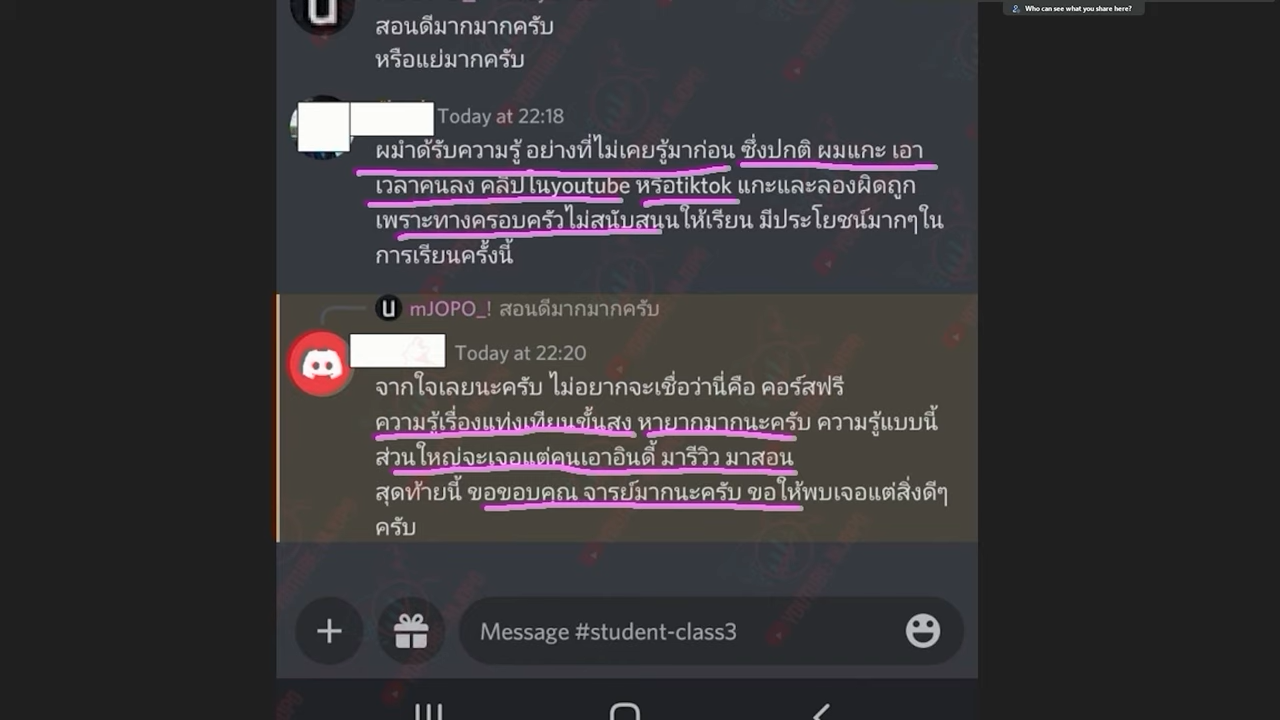 Who can see what you share here?
สอนดีมากมากครับ
หรือแย่มากครับ
Today at 22:18
ผมำด้รับความรู้ อย่างที่ไม่เคยรู้มาก่อน ซึ่งปกติ ผมแกะ เอา
เวลาคนลง คลิปในyoutube หรือtiktok แกะและลองผิดถูก
เพราะทางครอบครัวไม่สนับสนุนให้เรียน มีประโยชน์มากๆใน
การเรียนครั้งนี้
U mJOPO_! สอนดีมากมากครับ
Today at 22:20
จากใจเลยนะครับ ไม่อยากจะเชื่อว่านี่คือ คอร์สฟรี
ความรู้เรื่องแท่งเทียนขั้นสูง หายากมากนะครับ ความรู้แบบนี้
ส่วนใหญ่จะเจอแต่คนเอาอินดี้ มารีวิว มาสอน
สุดท้ายนี้ ขอขอบคุณ จารย์มากนะครับ ขอให้พบเจอแต่สิ่งดีๆ
ครับ
Message #student-class3